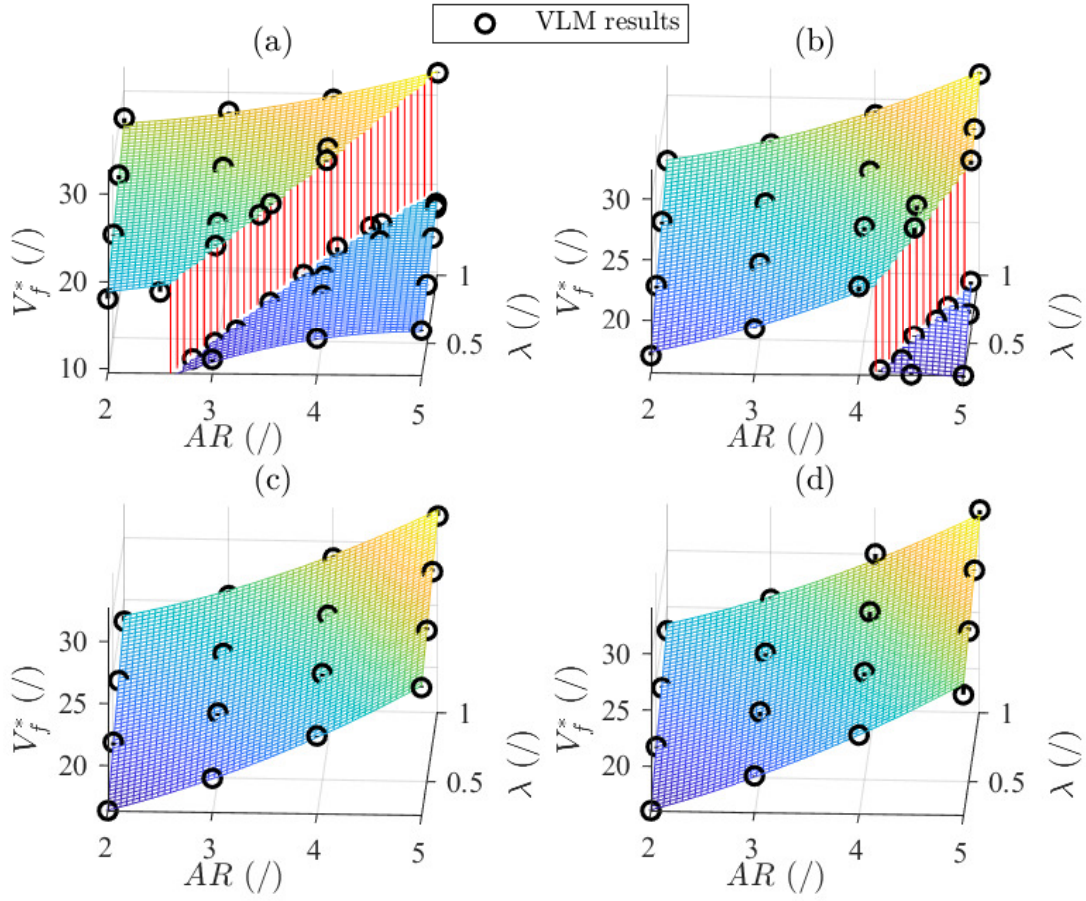 VLM results
(a)
(b)
30
20
10
V_f^* (/)
2
3
4
5
AR (/)
1
0.5
λ (/)
30
25
20
V_f^* (/)
2
3
4
5
AR (/)
1
0.5
λ (/)
(c)
(d)
30
25
20
V_f^* (/)
2
3
4
5
AR (/)
1
0.5
λ (/)
30
25
20
V_f^* (/)
2
3
4
5
AR (/)
1
0.5
λ (/)